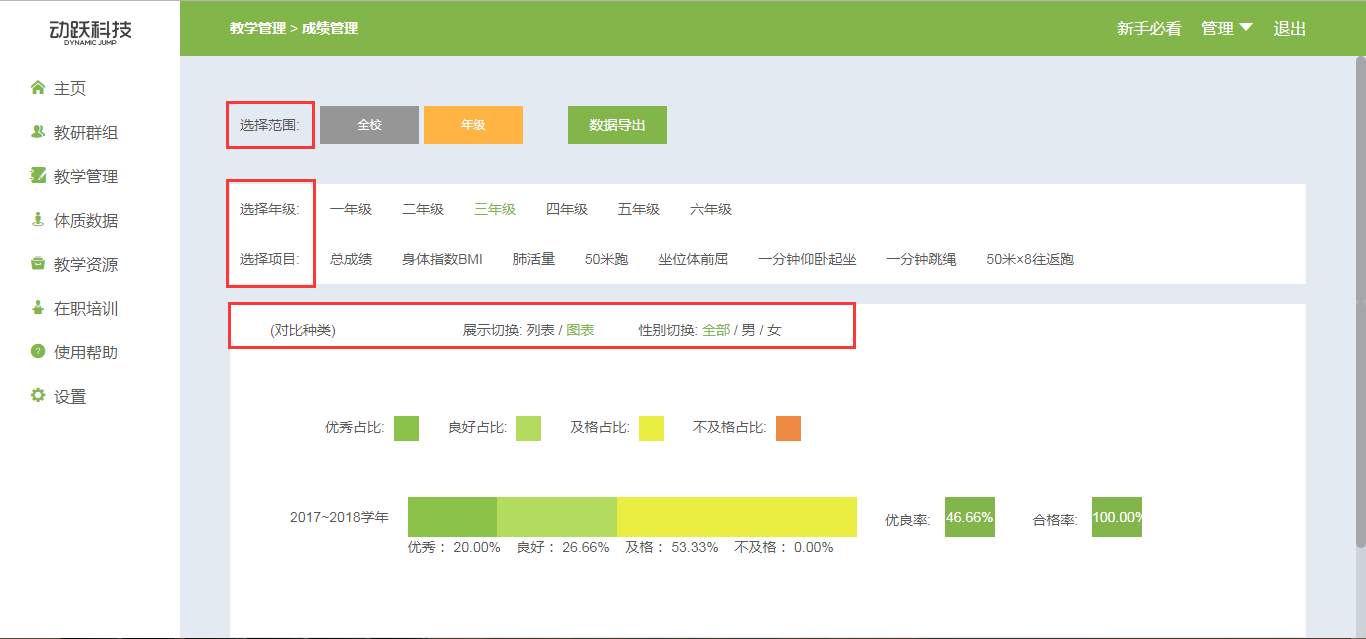 动跃科技
DYNAMIC JUMP
教学管理 > 成绩管理
新手必看 管理 退出
主页
教研群组
教学管理
体质数据
教学资源
在职培训
使用帮助
设置
选择范围: 全校 年级 数据导出
选择年级: 一年级 二年级 三年级 四年级 五年级 六年级
选择项目: 总成绩 身体指数BMI 肺活量 50米跑 坐位体前屈 一分钟仰卧起坐 一分钟跳绳 50米×8往返跑
(对比种类) 展示切换: 列表 / 图表 性别切换: 全部 / 男 / 女
优秀占比: 良好占比: 及格占比: 不及格占比:
2017~2018学年 优良率: 46.66% 合格率: 100.00%
优秀： 20.00% 良好： 26.66% 及格： 53.33% 不及格： 0.00%